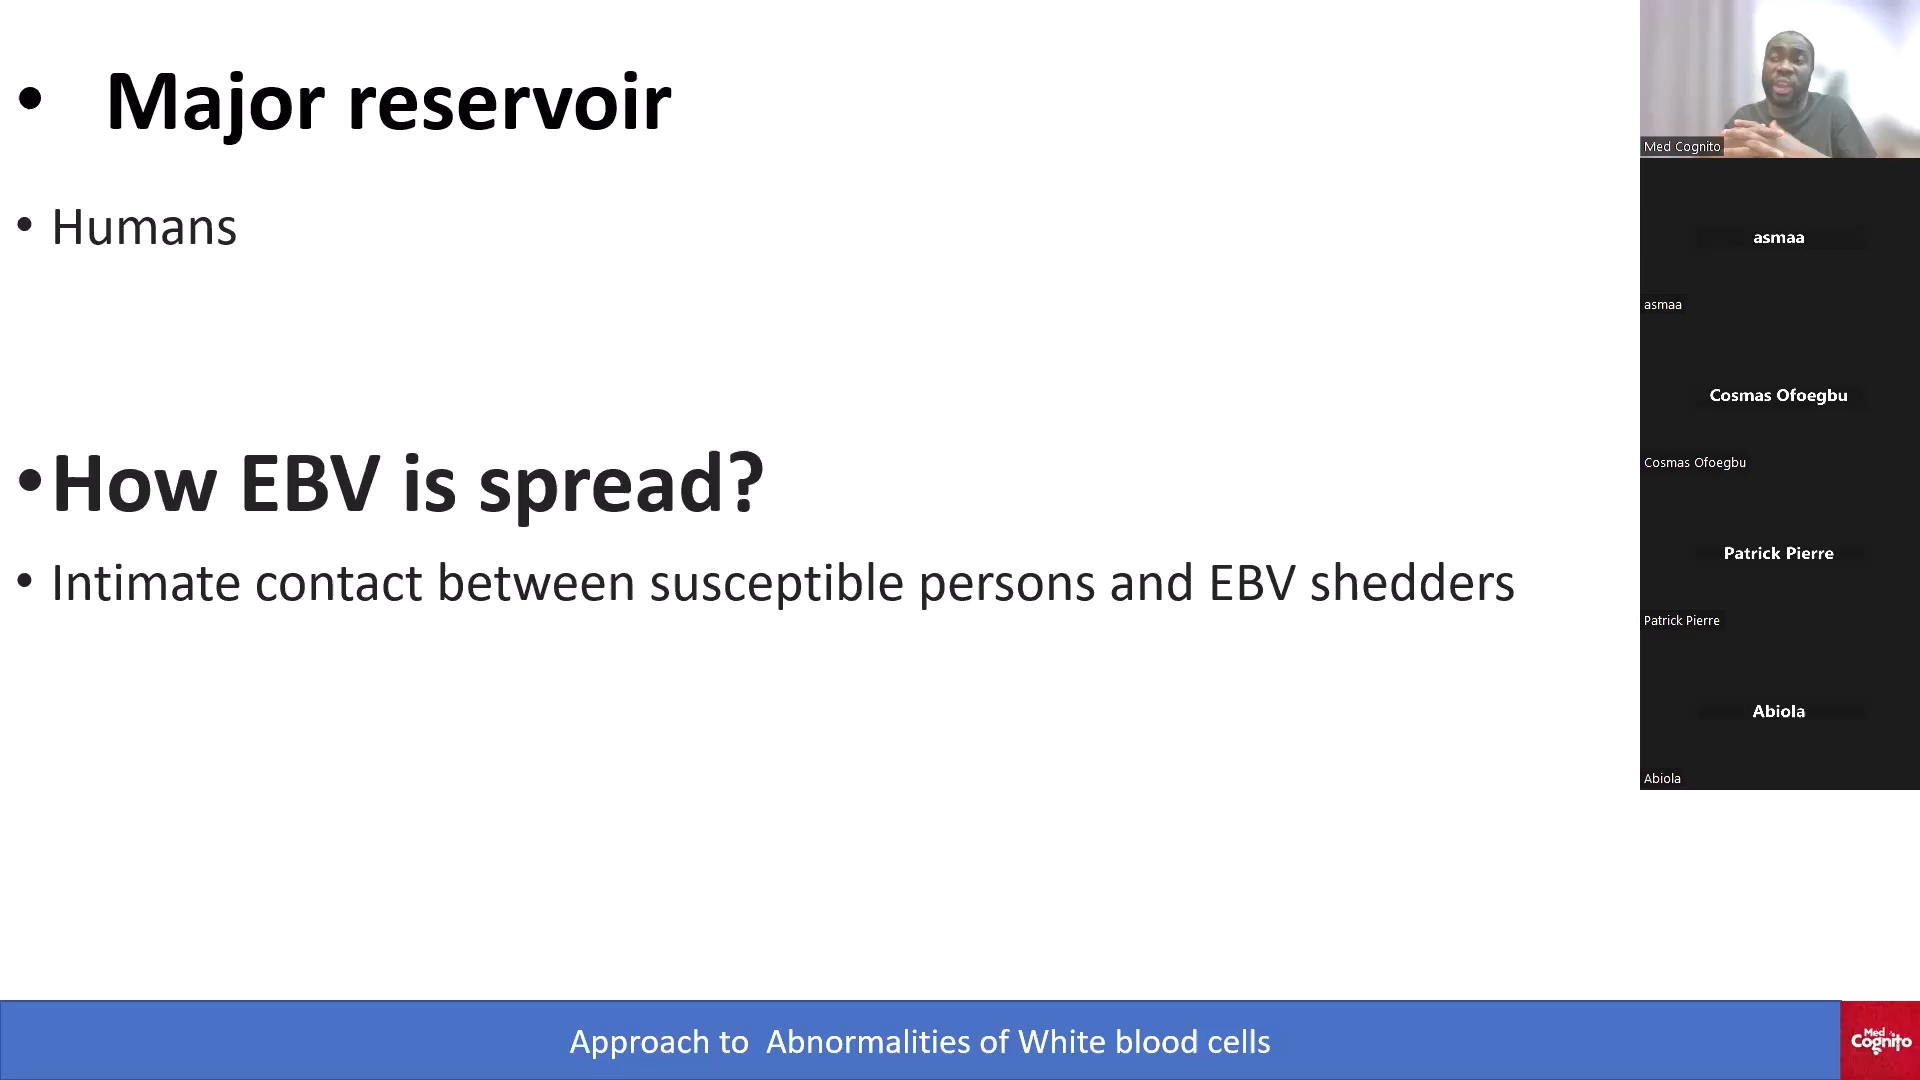 • Major reservoir
• Humans
• How EBV is spread?
• Intimate contact between susceptible persons and EBV shedders
Approach to Abnormalities of White blood cells
Med Cognito
asmaa
asmaa
Cosmas Ofoegbu
Cosmas Ofoegbu
Patrick Pierre
Patrick Pierre
Abiola
Abiola
Med
Cognito